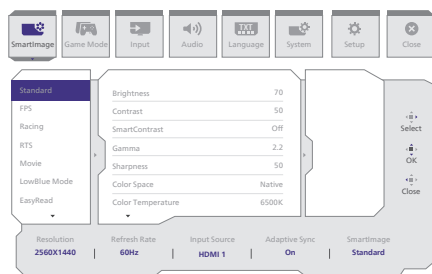 SmartImage
Game Mode
Input
Audio
TXT
Language
System
Setup
Close
Standard
FPS
Racing
RTS
Movie
LowBlue Mode
EasyRead
Brightness 70
Contrast 50
SmartContrast Off
Gamma 2.2
Sharpness 50
Color Space Native
Color Temperature 6500K
Select
OK
Close
Resolution Refresh Rate Input Source Adaptive Sync SmartImage
2560X1440 | 60Hz | HDMI 1 | On | Standard